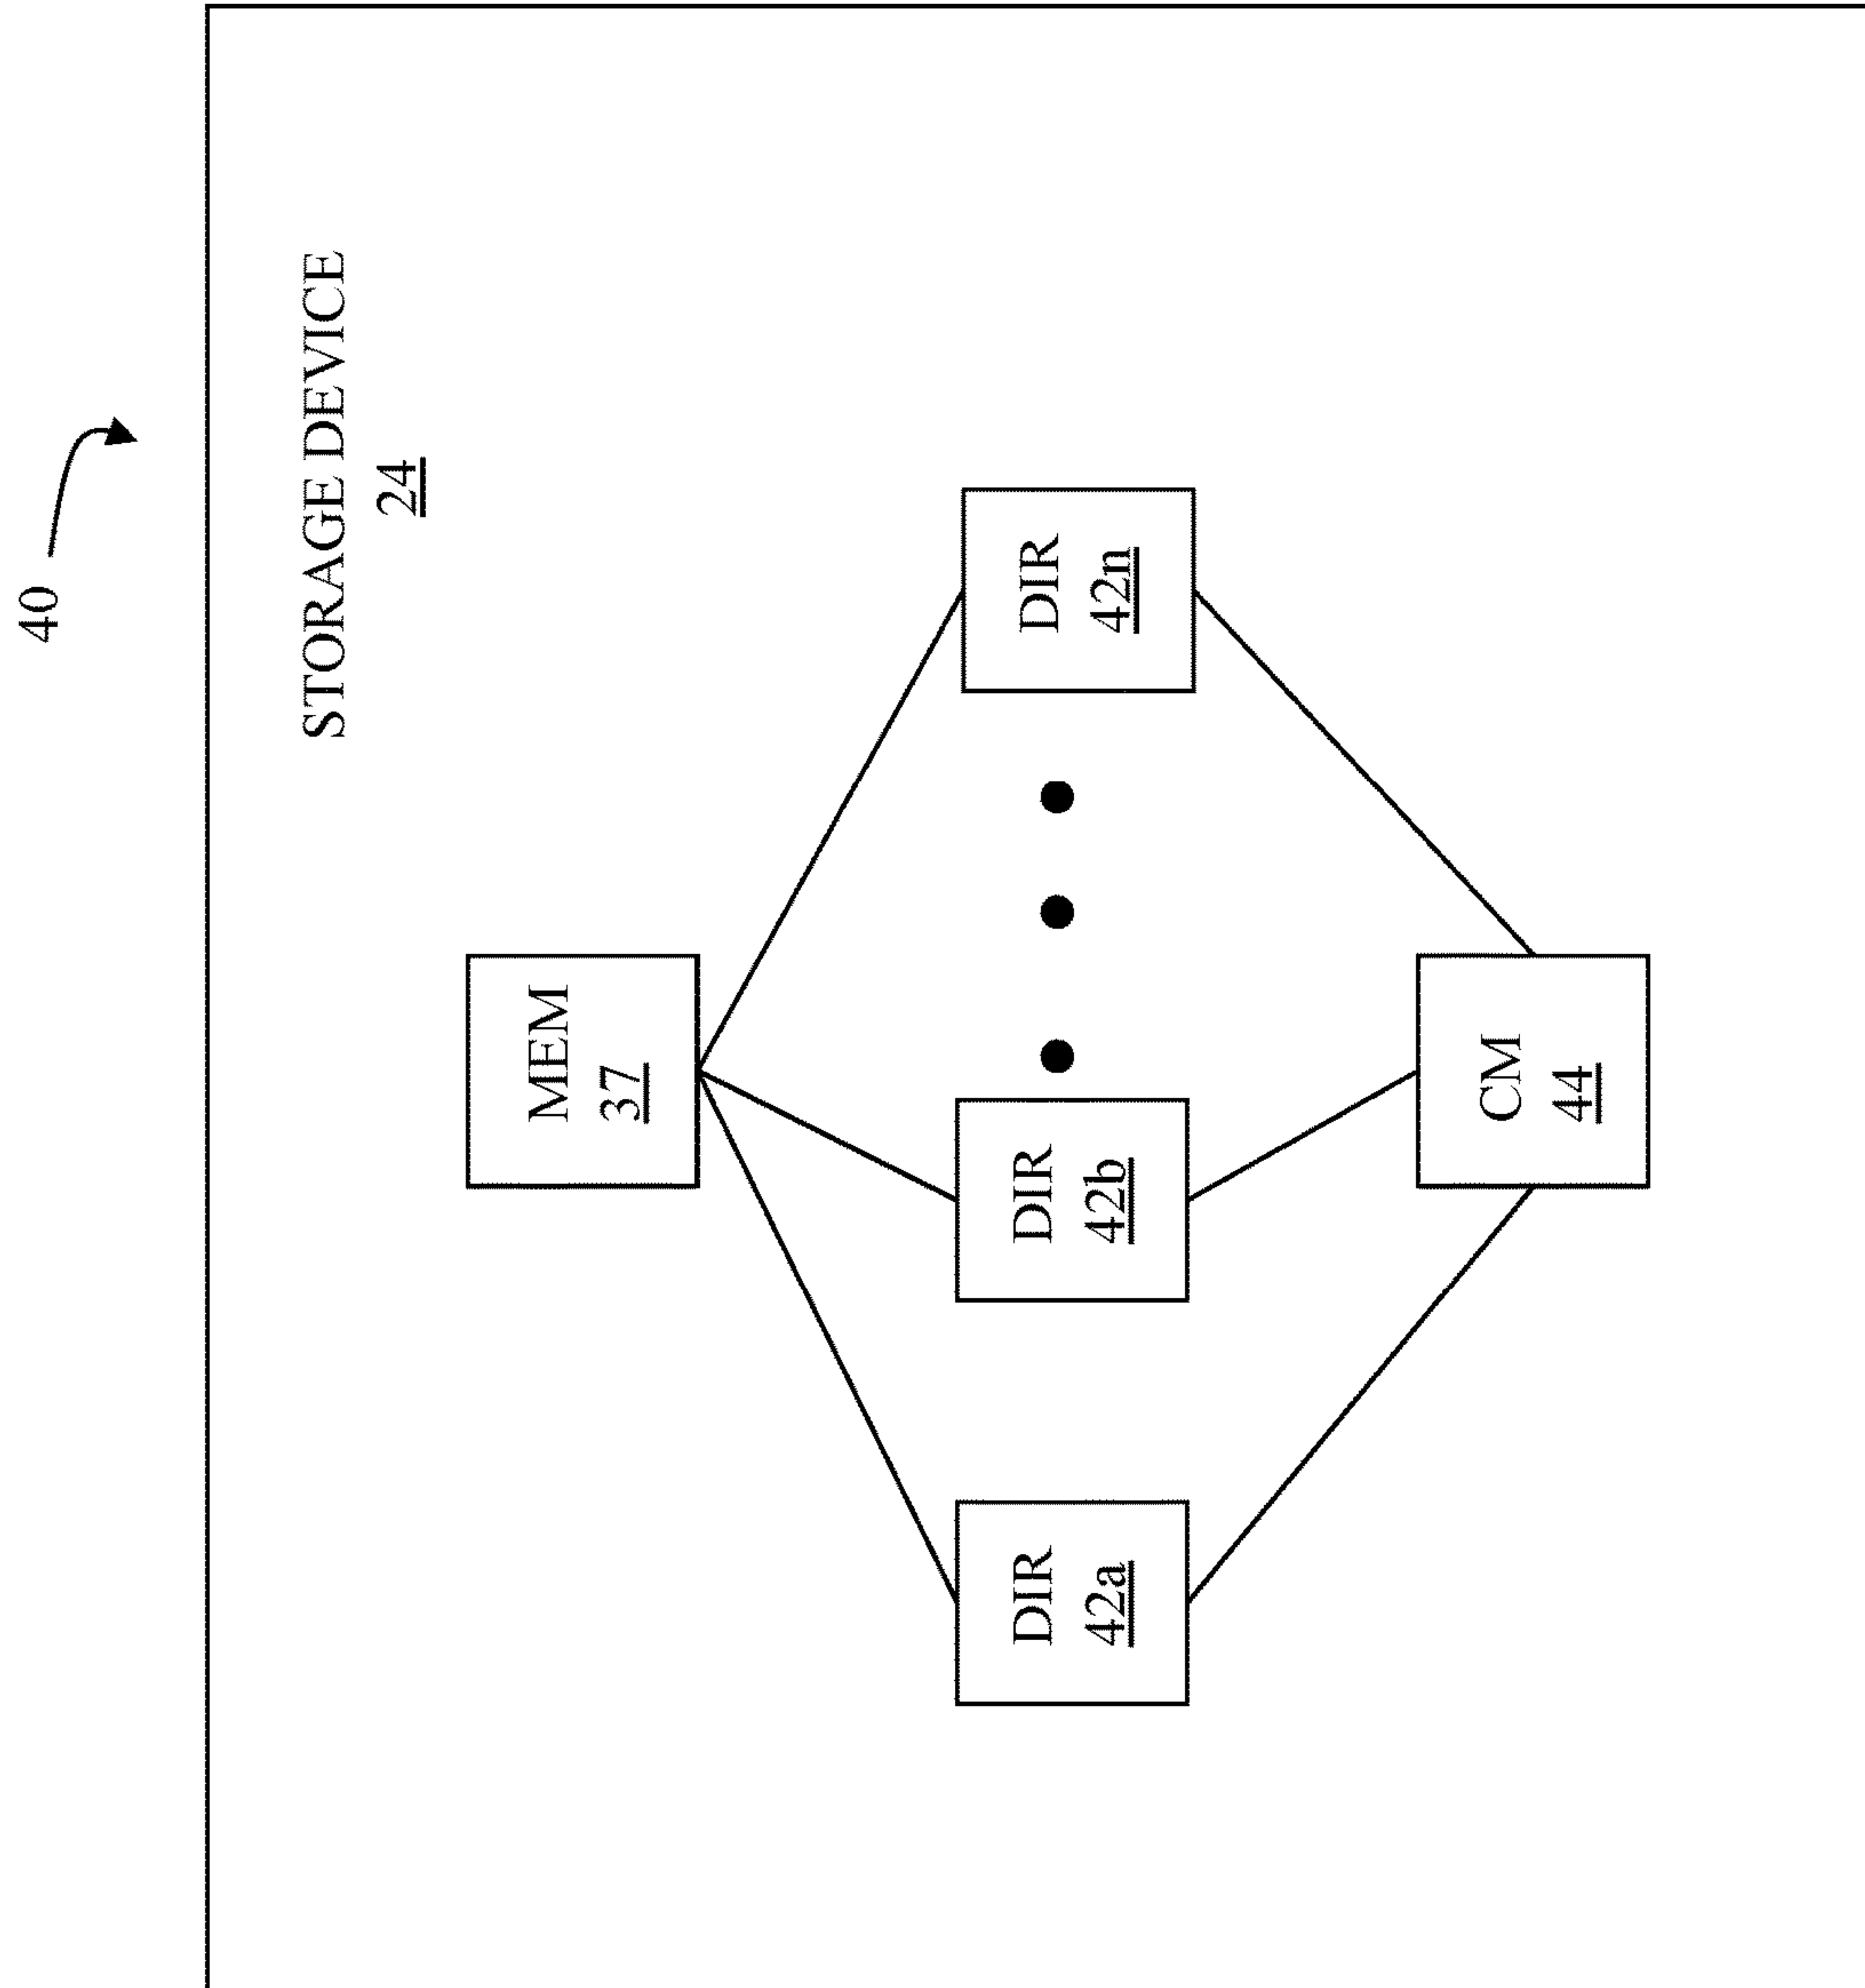 40
STORAGE DEVICE
24
MEM
37
DIR
42a
DIR
42b
DIR
42n
CM
44